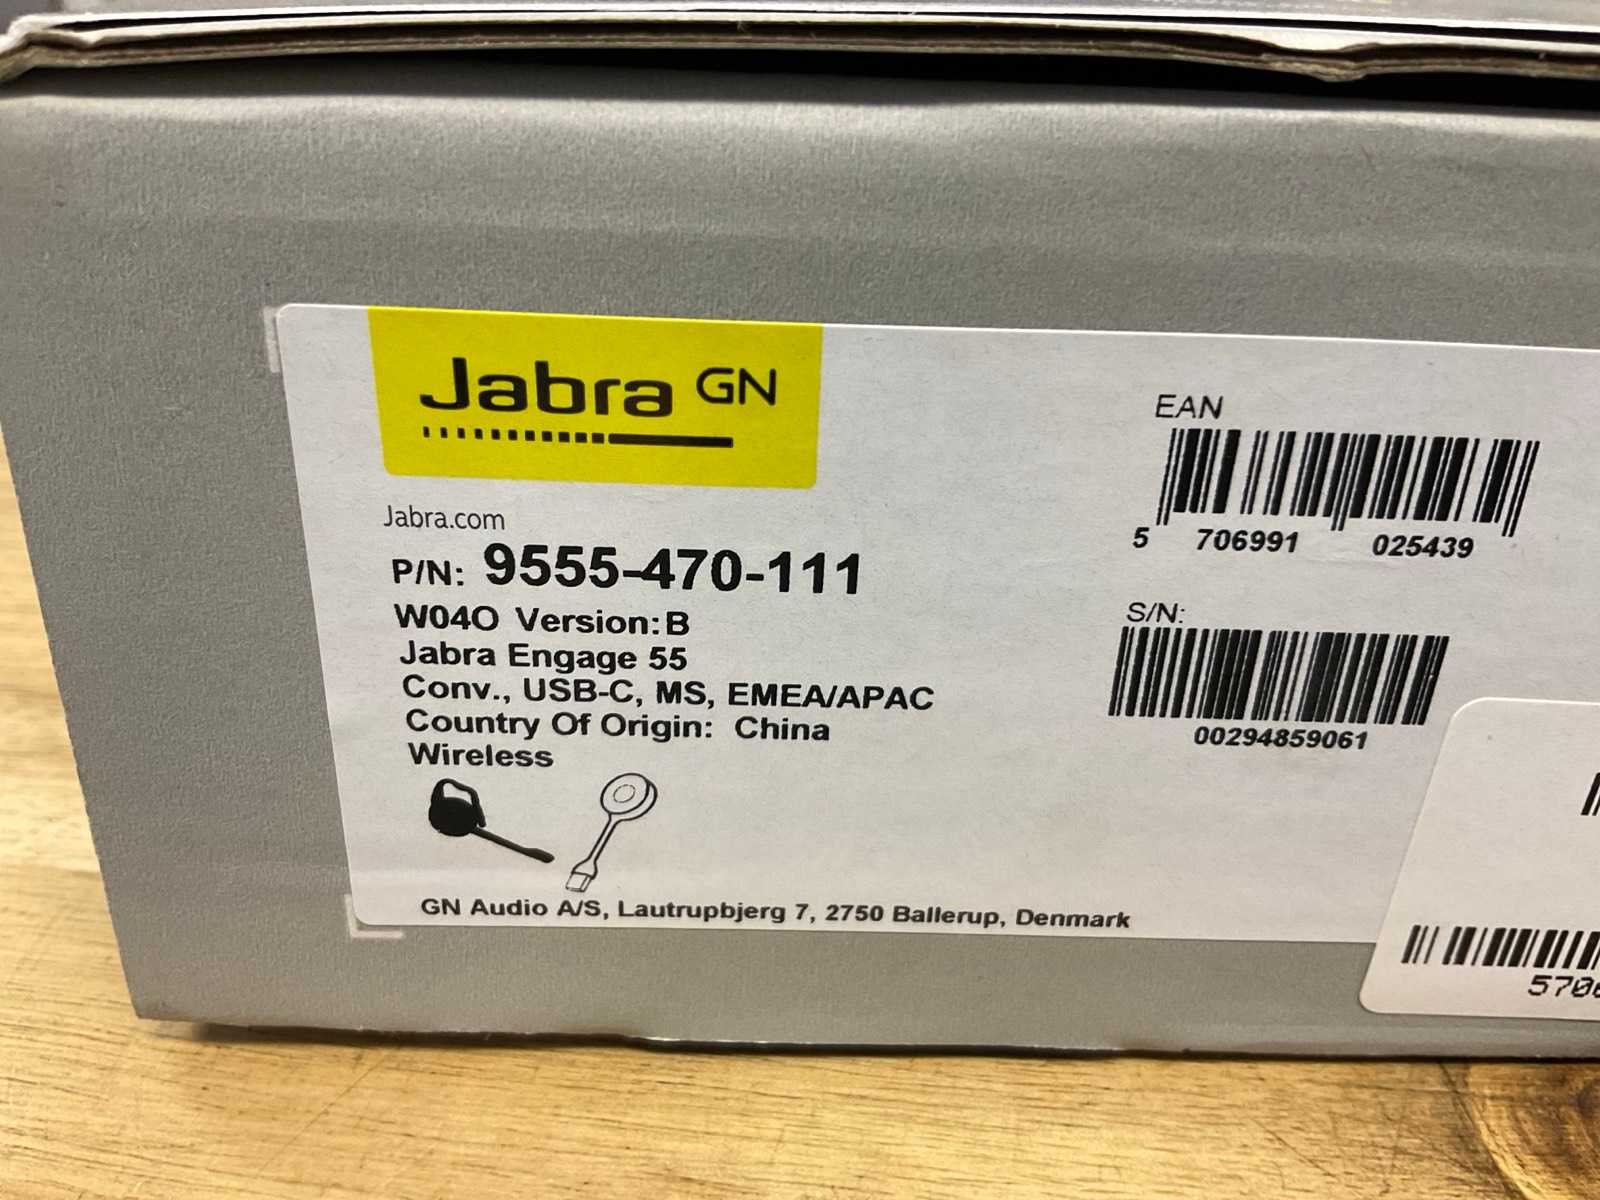 Jabra GN
Jabra.com
P/N: 9555-470-111
W04O Version: B
Jabra Engage 55
Conv., USB-C, MS, EMEA/APAC
Country Of Origin: China
Wireless
GN Audio A/S, Lautrupbjerg 7, 2750 Ballerup, Denmark
EAN
5 706991 025439
S/N:
00294859061